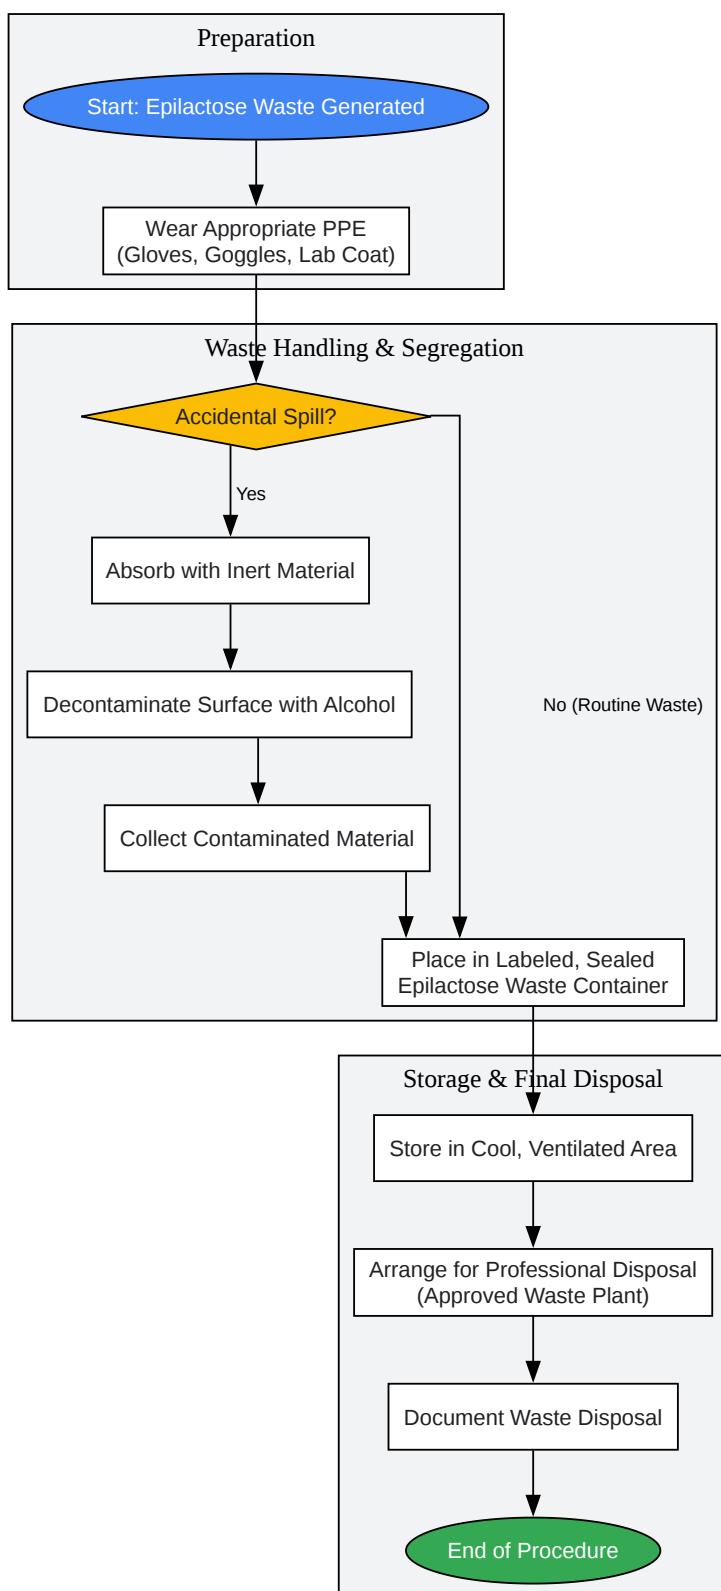 Preparation
Start: Epilactose Waste Generated
Wear Appropriate PPE
(Gloves, Goggles, Lab Coat)
Waste Handling & Segregation
Accidental Spill?
Yes
Absorb with Inert Material
Decontaminate Surface with Alcohol
No (Routine Waste)
Collect Contaminated Material
Place in Labeled, Sealed
Epilactose Waste Container
Storage & Final Disposal
Store in Cool, Ventilated Area
Arrange for Professional Disposal
(Approved Waste Plant)
Document Waste Disposal
End of Procedure